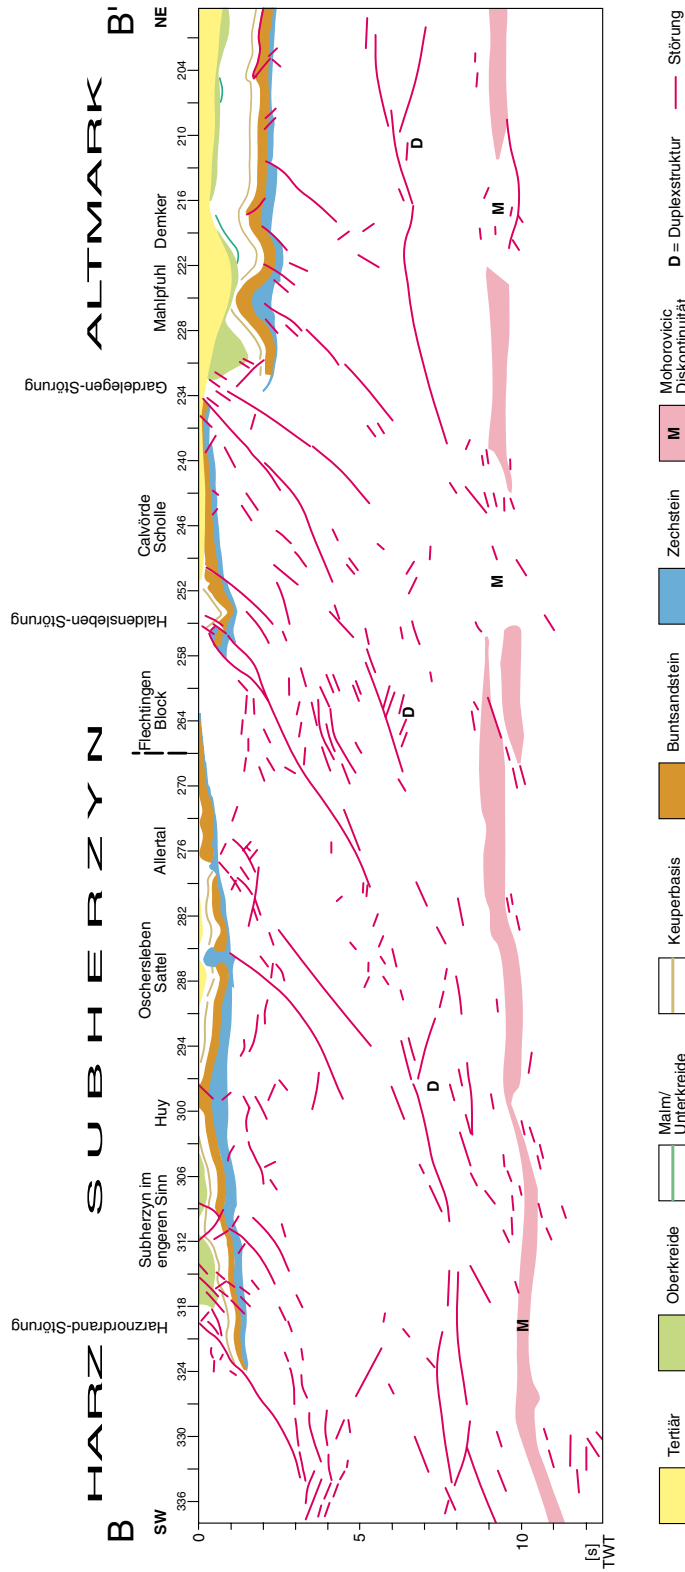 B
B'
HARZ
SUBHERZYN
ALTMARK
SW
NE
Harznordrand-Störung
Subherzyn im
engeren Sinn
Huy
Oschersleben
Sattel
Allertal
Flechtingen
Block
Haldensleben-Störung
Calvörde
Scholle
Gardelegen-Störung
Mahlpfuhl
Demker
336
330
324
318
312
306
300
294
288
282
276
270
264
258
252
246
240
234
228
222
216
210
204
0
5
10
[s]
TWT
D
D
D
M
M
M
Tertiär
Oberkreide
Malm/
Unterkreide
Keuperbasis
Buntsandstein
Zechstein
M
Mohorovicic
Diskontinuität
D = Duplexstruktur
Störung